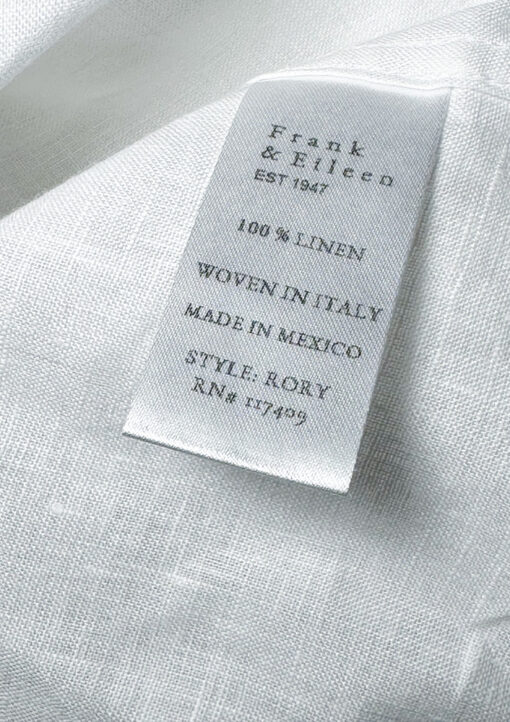 Frank
& Eileen
EST 1947
100 % LINEN
WOVEN IN ITALY
MADE IN MEXICO
STYLE: RORY
RN# 117409